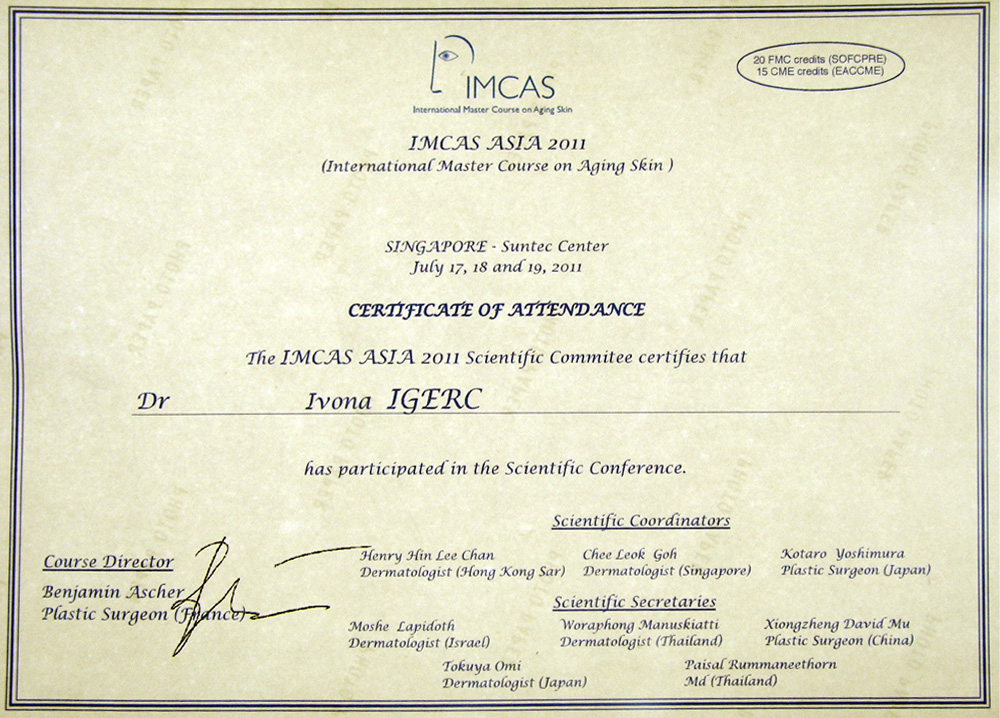 IMCAS
International Master Course on Aging Skin
20 FMC credits (SOFCPRE)
15 CME credits (EACCME)
IMCAS ASIA 2011
(International Master Course on Aging Skin )
SINGAPORE - Suntec Center
July 17, 18 and 19, 2011
CERTIFICATE OF ATTENDANCE
The IMCAS ASIA 2011 Scientific Commitee certifies that
Dr Ivona IGERC
has participated in the Scientific Conference.
Course Director
Benjamin Ascher
Plastic Surgeon (France)
Scientific Coordinators
Henry Hin Lee Chan
Dermatologist (Hong Kong Sar)
Chee Leok Goh
Dermatologist (Singapore)
Kotaro Yoshimura
Plastic Surgeon (Japan)
Scientific Secretaries
Moshe Lapidoth
Dermatologist (Israel)
Woraphong Manuskiatti
Dermatologist (Thailand)
Xiongzheng David Mu
Plastic Surgeon (China)
Tokuya Omi
Dermatologist (Japan)
Paisal Rummaneethorn
Md (Thailand)
PHOTO PAPER